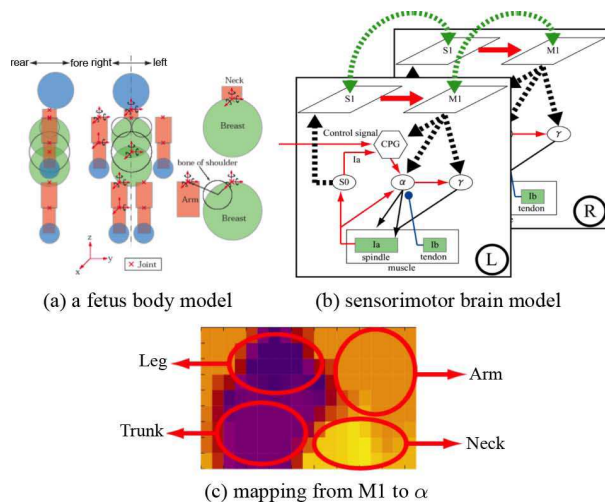 rear
fore
right
left
Neck
Breast
bone of shoulder
Arm
Breast
z
y
x
× Joint
(a) a fetus body model
S1
M1
S1
M1
Control signal
CPG
Ia
γ
S0
α
γ
Ib
tendon
Ia
spindle
Ib
tendon
muscle
R
L
(b) sensorimotor brain model
Leg
Arm
Trunk
Neck
(c) mapping from M1 to α